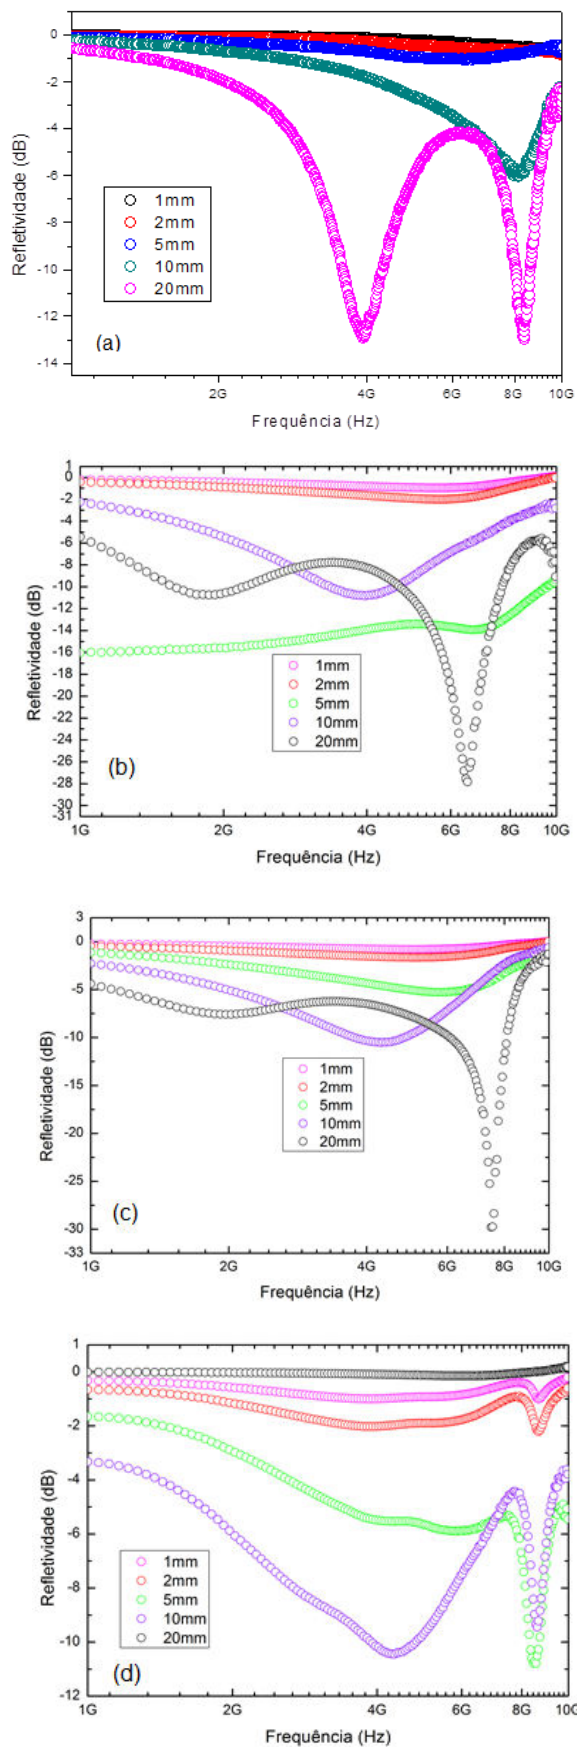 0
-2
-4
-6
-8
-10
-12
-14
Refletividade (dB)
1mm
2mm
5mm
10mm
20mm
(a)
2G 4G 6G 8G 10G
Frequência (Hz)
1
0
-2
-4
-6
-8
-10
-12
-14
-16
-18
-20
-22
-24
-26
-28
-29
-31
Refletividade (dB)
1mm
2mm
5mm
10mm
20mm
(b)
1G 2G 4G 6G 8G 10G
Frequência (Hz)
3
0
-5
-10
-15
-20
-25
-30
-33
Refletividade (dB)
1mm
2mm
5mm
10mm
20mm
(c)
1G 2G 4G 6G 8G 10G
Frequência (Hz)
1
0
-2
-4
-6
-8
-10
-12
Refletividade (dB)
1mm
2mm
5mm
10mm
20mm
(d)
1G 2G 4G 6G 8G 10G
Frequência (Hz)